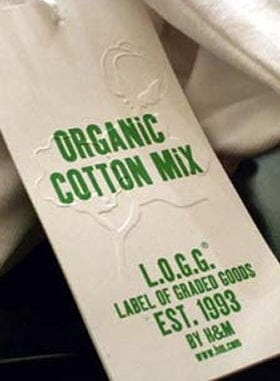 ORGANiC
COTTON MiX
L.O.G.G.®
LABEL OF GRADED GOODS
EST. 1993
BY H&M
www.hm.com